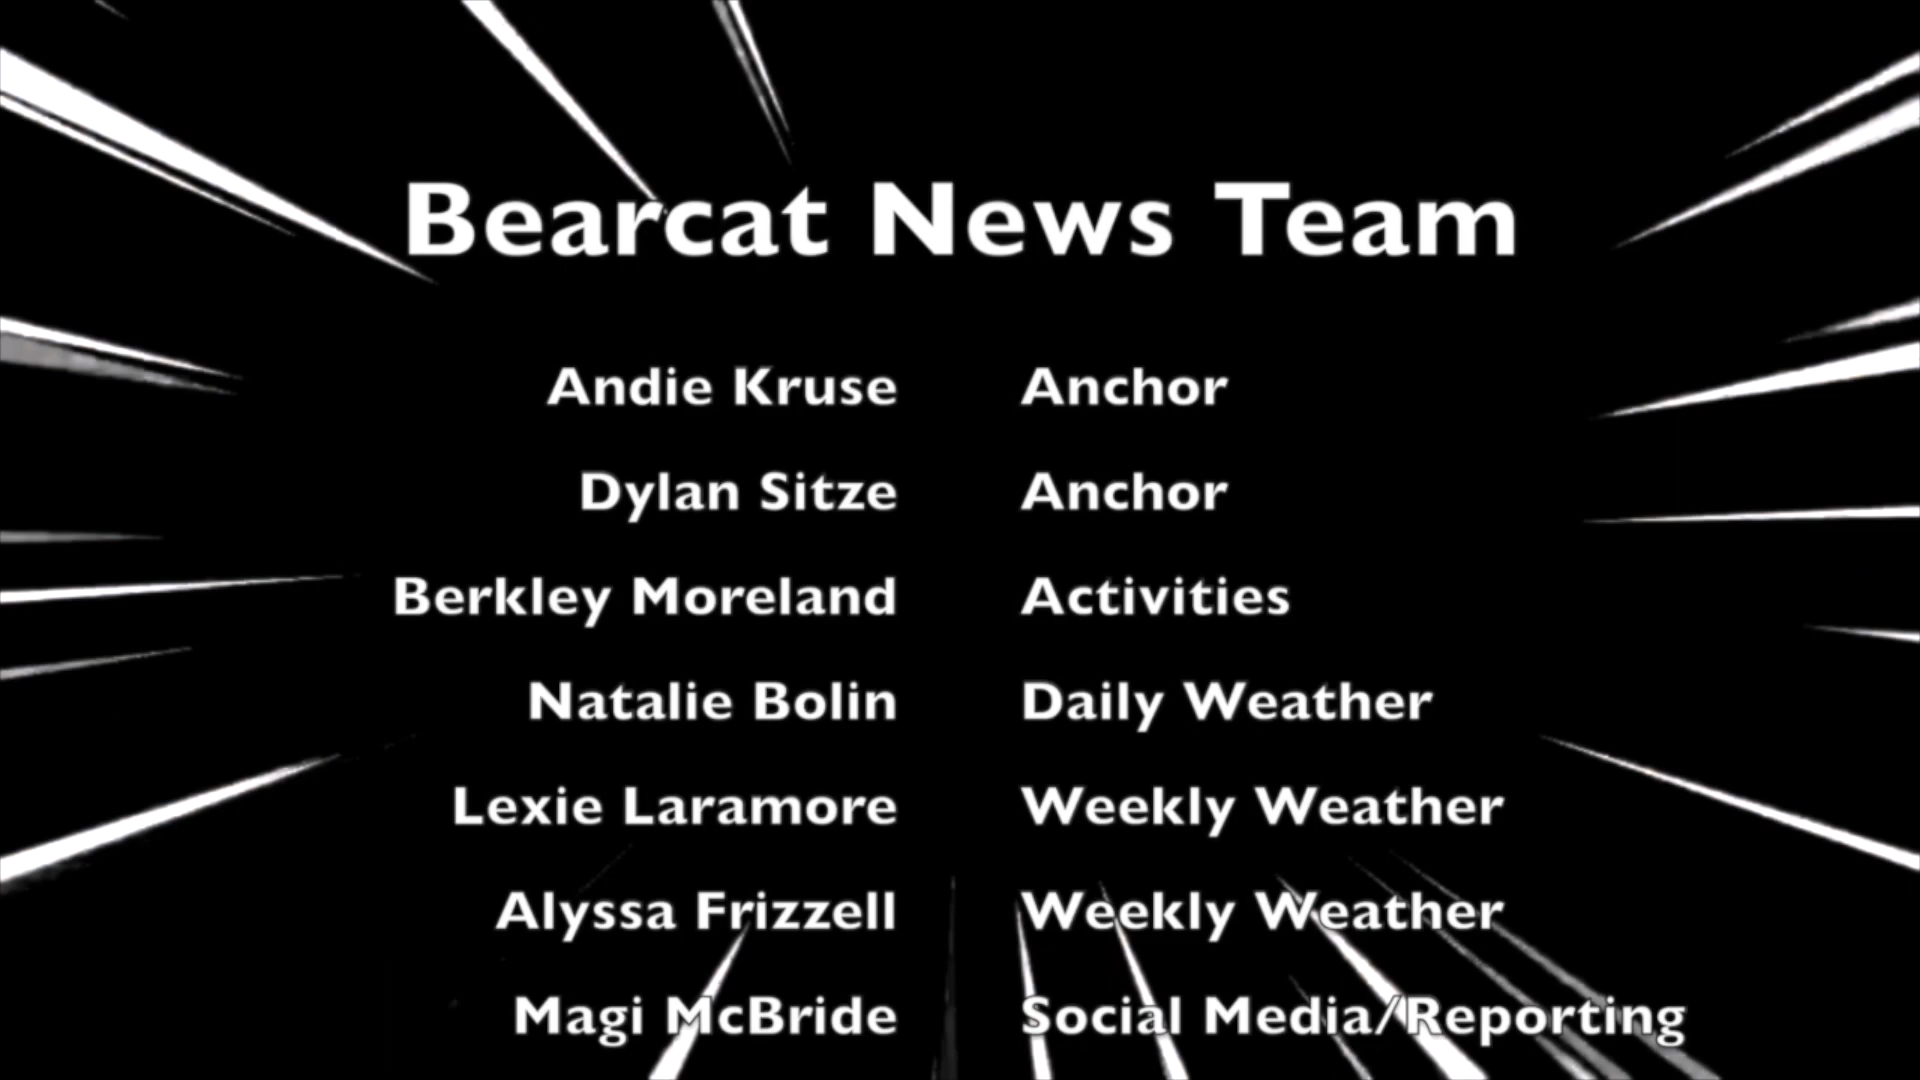 Bearcat News Team
Andie Kruse Anchor
Dylan Sitze Anchor
Berkley Moreland Activities
Natalie Bolin Daily Weather
Lexie Laramore Weekly Weather
Alyssa Frizzell Weekly Weather
Magi McBride Social Media/Reporting